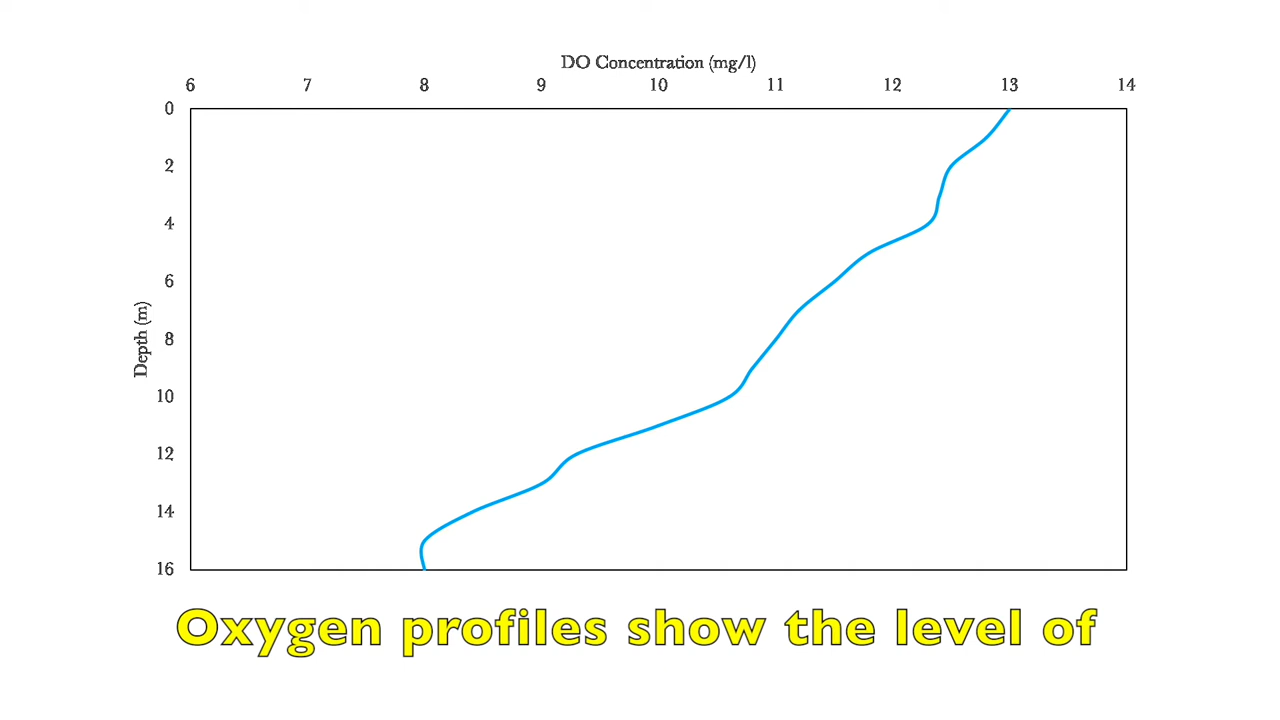 DO Concentration (mg/l)
6 7 8 9 10 11 12 13 14
0
2
4
6
8
10
12
14
16
Depth (m)
Oxygen profiles show the level of